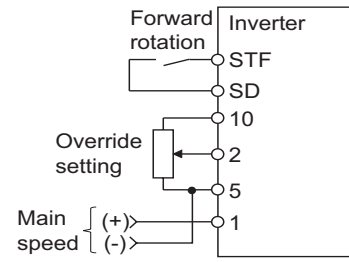 Forward
rotation
Inverter
STF
SD
10
Override
setting
2
5
Main
speed
(+)
(-)
1